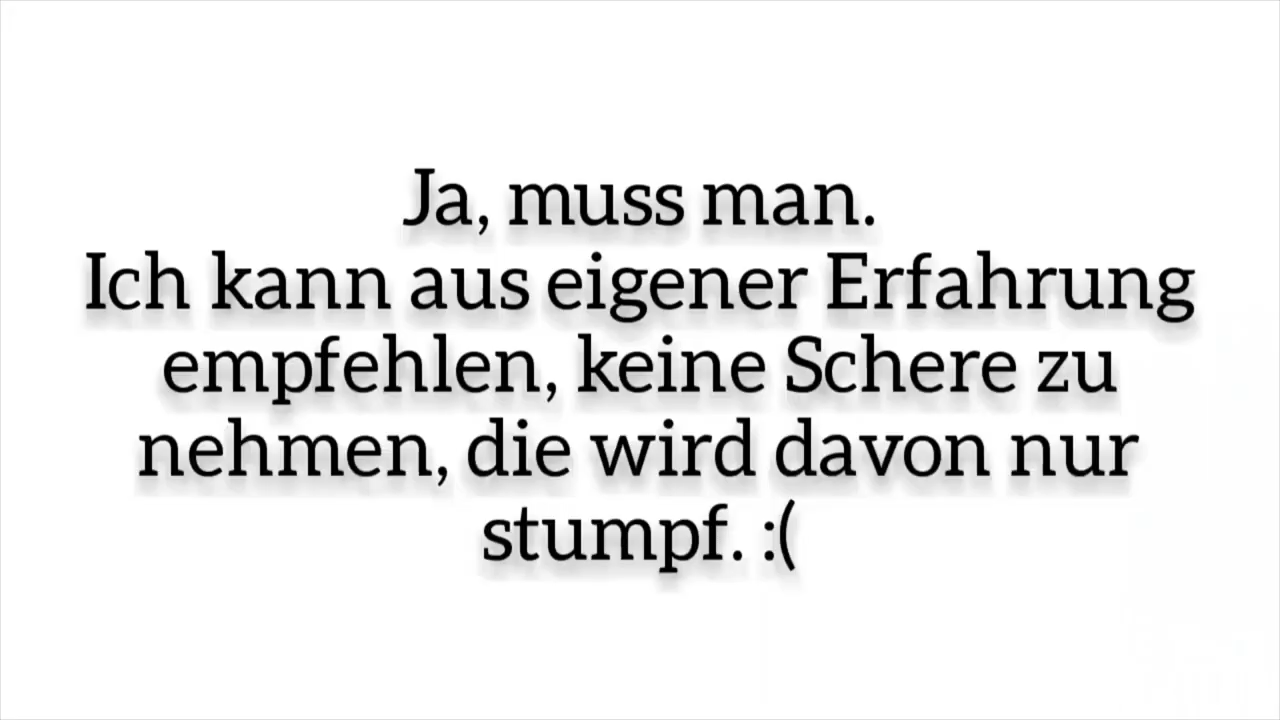 Ja, muss man.
Ich kann aus eigener Erfahrung
empfehlen, keine Schere zu
nehmen, die wird davon nur
stumpf. :(